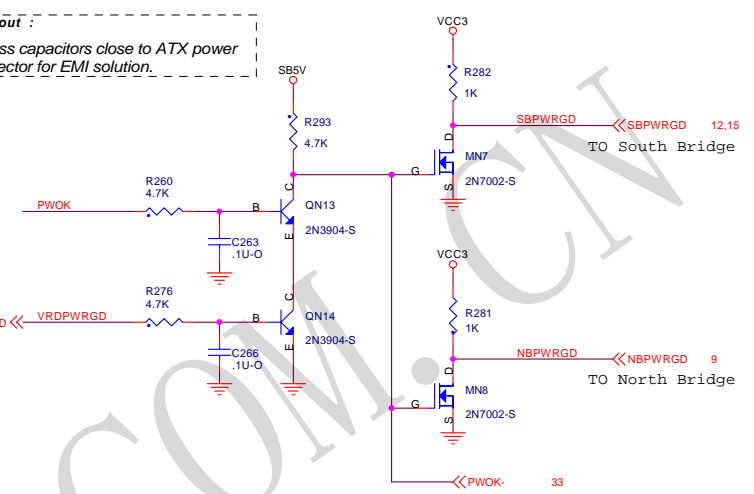 out :
ss capacitors close to ATX power
ector for EMI solution.
VCC3
R282
1K
SB5V
R293
4.7K
SBPWRGD
SBPWRGD 12,15
TO South Bridge
D
MN7
G
2N7002-S
S
R260
4.7K
PWOK
B
C
QN13
2N3904-S
E
C263
.1U-O
VCC3
R281
1K
R276
4.7K
D
VRDPWRGD
B
C
QN14
2N3904-S
E
C266
.1U-O
NBPWRGD
NBPWRGD 9
TO North Bridge
D
MN8
G
2N7002-S
S
PWOK- 33
COM.CN